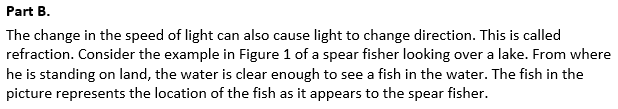 Part B.
The change in the speed of light can also cause light to change direction. This is called
refraction. Consider the example in Figure 1 of a spear fisher looking over a lake. From where
he is standing on land, the water is clear enough to see a fish in the water. The fish in the
picture represents the location of the fish as it appears to the spear fisher.